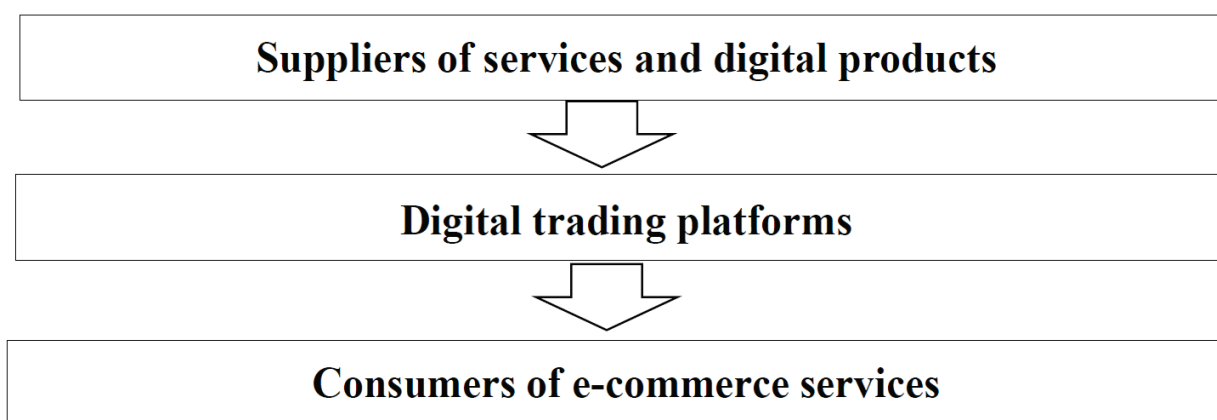 Suppliers of services and digital products
Digital trading platforms
Consumers of e-commerce services